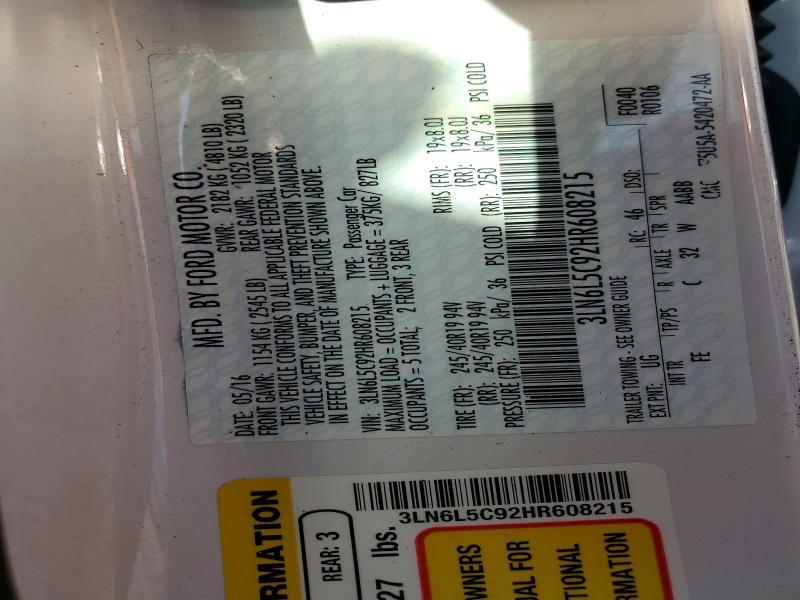 MFD. BY FORD MOTOR CO.
DATE: 05/16 GVWR: 2182 KG ( 4810 LB)
FRONT GAWR: 1154 KG ( 2545 LB) REAR GAWR: 1052 KG ( 2320 LB)
THIS VEHICLE CONFORMS TO ALL APPLICABLE FEDERAL MOTOR
VEHICLE SAFETY, BUMPER, AND THEFT PREVENTION STANDARDS
IN EFFECT ON THE DATE OF MANUFACTURE SHOWN ABOVE.
VIN: 3LN6L5C92HR608215 TYPE: Passenger Car
MAXIMUM LOAD = OCCUPANTS + LUGGAGE = 375KG/ 827LB
OCCUPANTS = 5 TOTAL; 2 FRONT, 3 REAR
TIRE (FR): 245/40R19 94V RIMS (FR): 19x8.0J
(RR): 245/40R19 94V (RR): 19x8.0J
PRESSURE (FR): 250 kPa/ 36 PSI COLD (RR): 250 kPa/ 36 PSI COLD
3LN6L5C92HR608215
F0040
R0106
TRAILER TOWING - SEE OWNER GUIDE
EXT PNT: UG RC: 46 DSO:
INT TR TP/PS R AXLE TR SPR
FE C 32 W AABB
5U5A-5420472-AA
3LN6L5C92HR608215
RMATION
REAR: 3
27 lbs.
OWNERS
UAL FOR
TIONAL
RMATION